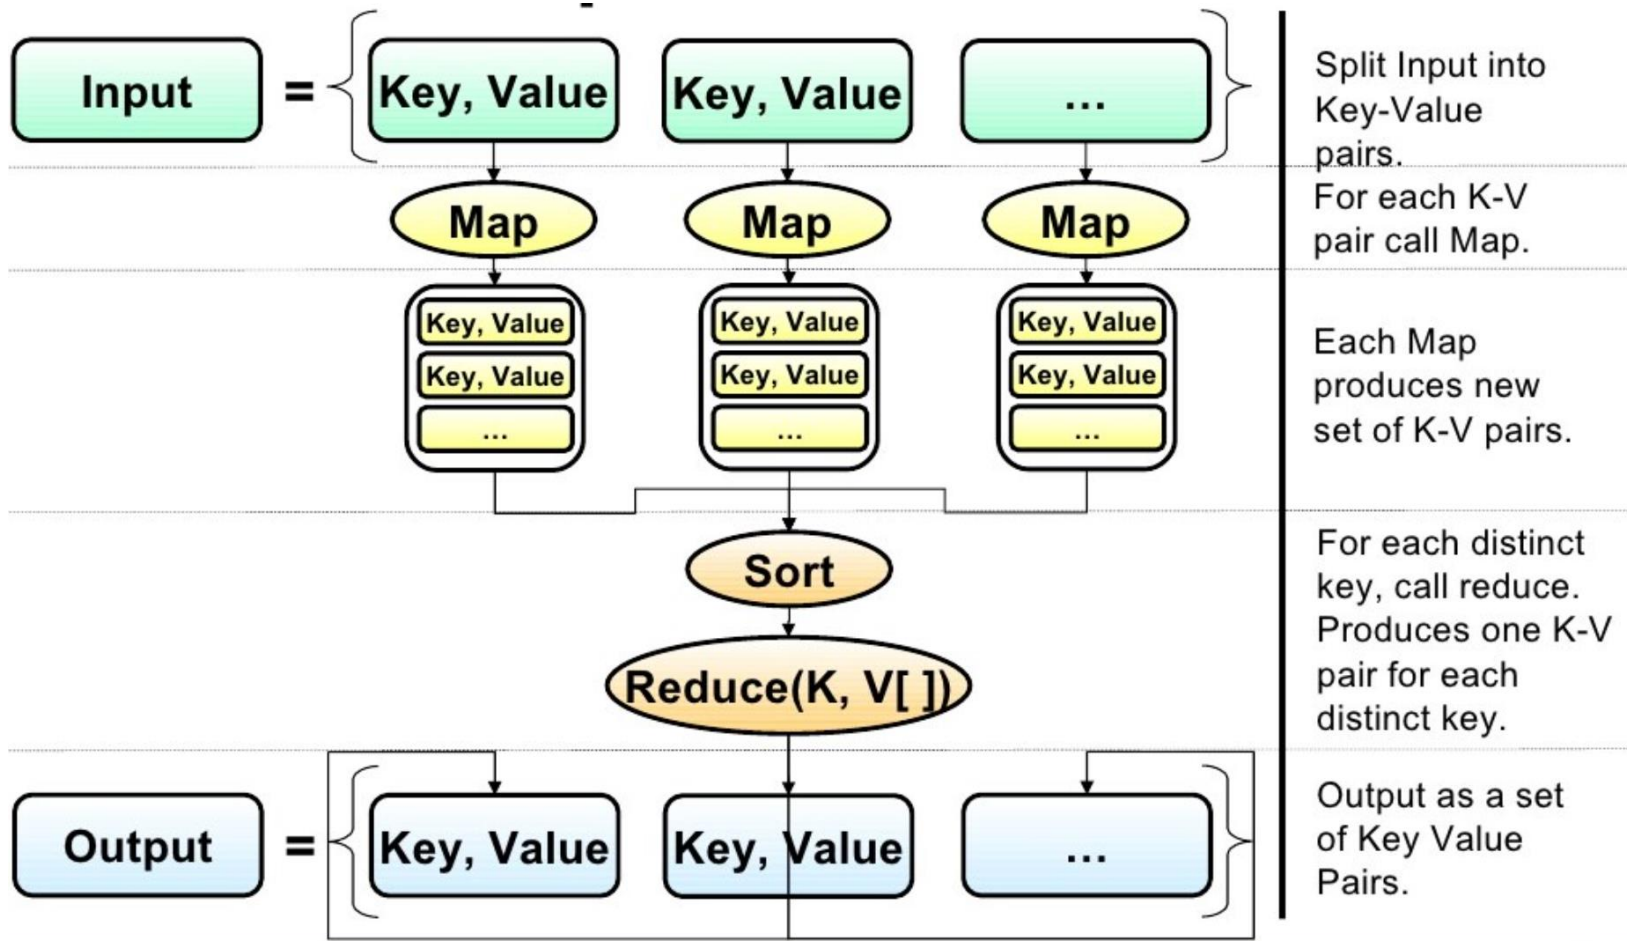 Input = Key, Value Key, Value ...
Split Input into
Key-Value
pairs.
Map Map Map
For each K-V
pair call Map.
Key, Value Key, Value Key, Value
Key, Value Key, Value Key, Value
... ... ...
Each Map
produces new
set of K-V pairs.
Sort
Reduce(K, V[ ])
For each distinct
key, call reduce.
Produces one K-V
pair for each
distinct key.
Output = Key, Value Key, Value ...
Output as a set
of Key Value
Pairs.